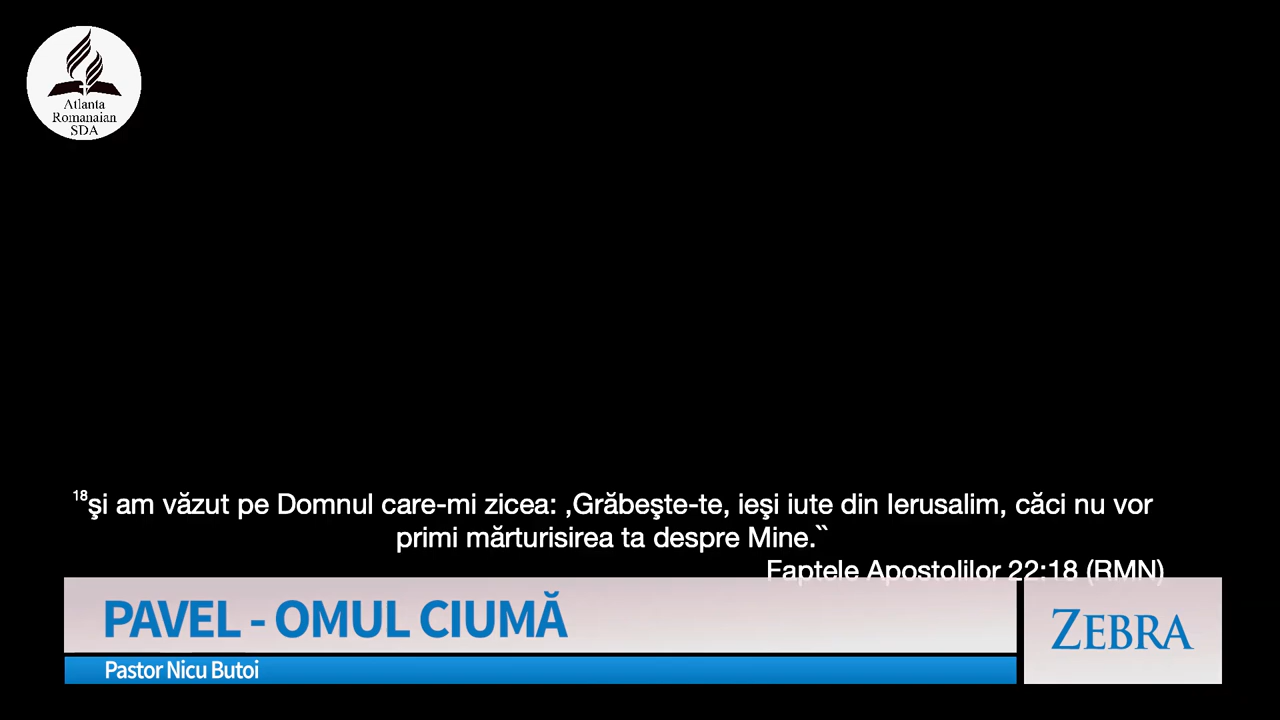 Atlanta
Romanaian
SDA
18şi am văzut pe Domnul care-mi zicea: ,Grăbeşte-te, ieşi iute din Ierusalim, căci nu vor
primi mărturisirea ta despre Mine.``
Faptele Apostolilor 22:18 (RMN)
PAVEL - OMUL CIUMĂ
ZEBRA
Pastor Nicu Butoi